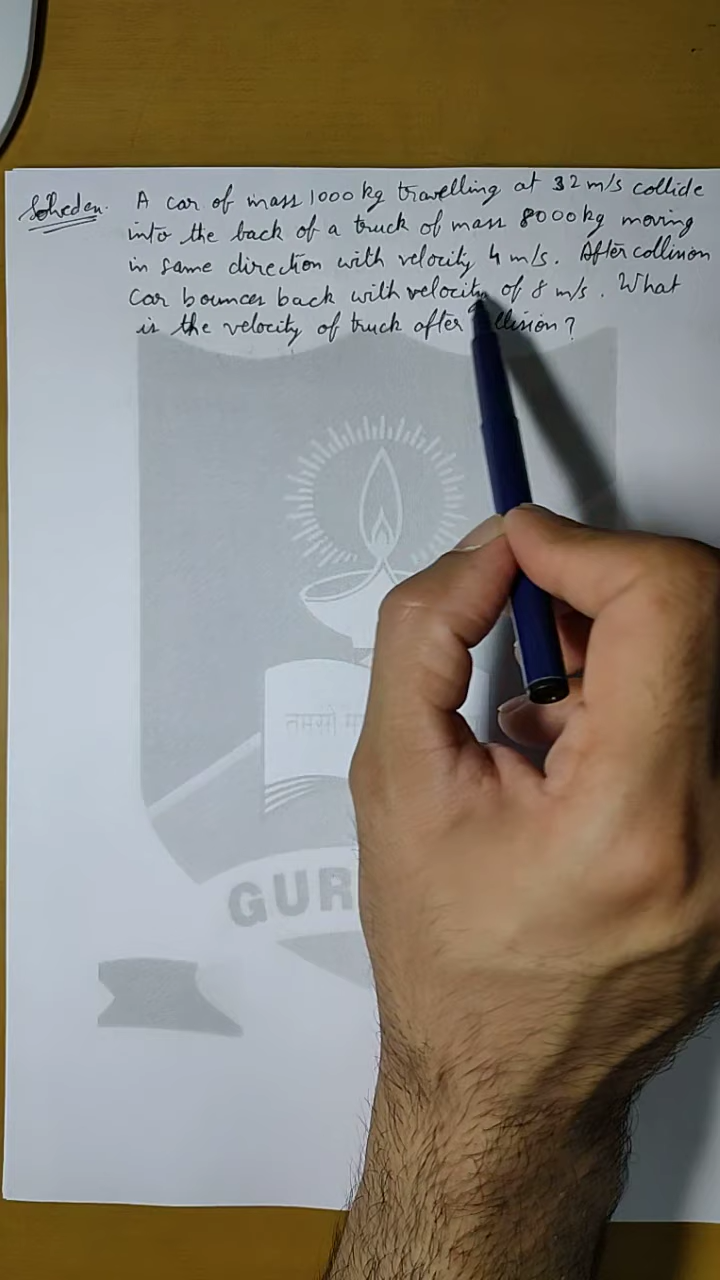 A car of mass 1000 kg travelling at 32 m/s collide
into the back of a truck of mass 8000 kg moving
in same direction with velocity 4 m/s. After collision
car bounces back with velocity of 8 m/s. What
is the velocity of truck after llision?
तमसो म
GUR